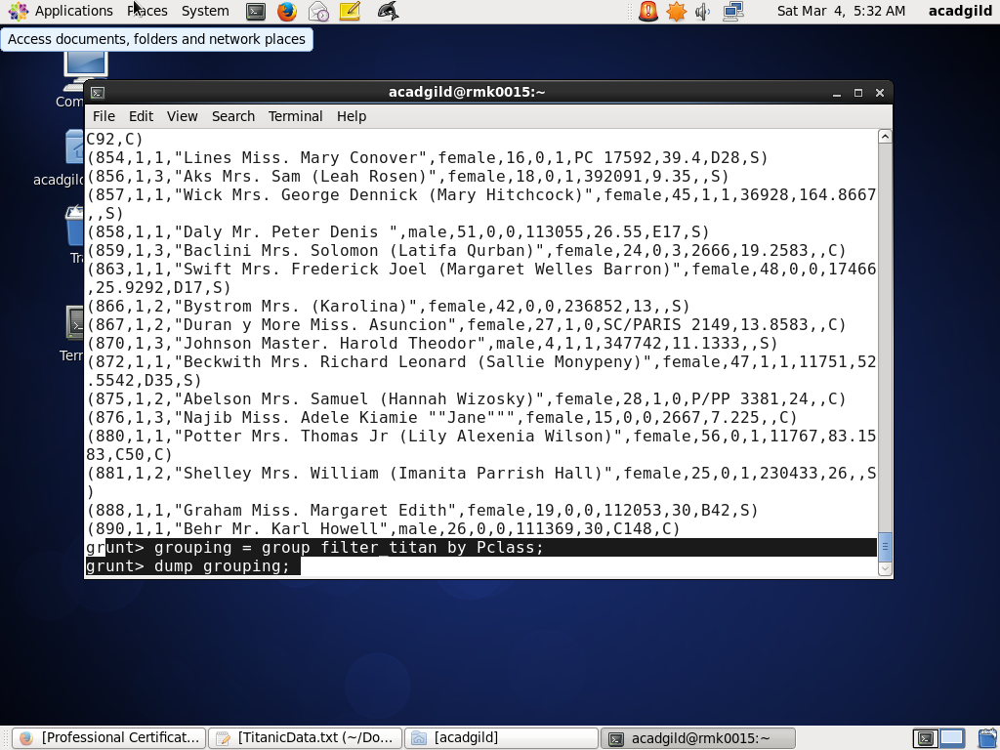 Applications Places System Sat Mar 4, 5:32 AM acadgild
Access documents, folders and network places
Com
acadgild
Tr
Terr
acadgild@rmk0015:~
File Edit View Search Terminal Help
C92,C)
(854,1,1,"Lines Miss. Mary Conover",female,16,0,1,PC 17592,39.4,D28,S)
(856,1,3,"Aks Mrs. Sam (Leah Rosen)",female,18,0,1,392091,9.35,,S)
(857,1,1,"Wick Mrs. George Dennick (Mary Hitchcock)",female,45,1,1,36928,164.8667
,,S)
(858,1,1,"Daly Mr. Peter Denis ",male,51,0,0,113055,26.55,E17,S)
(859,1,3,"Baclini Mrs. Solomon (Latifa Qurban)",female,24,0,3,2666,19.2583,,C)
(863,1,1,"Swift Mrs. Frederick Joel (Margaret Welles Barron)",female,48,0,0,17466
,25.9292,D17,S)
(866,1,2,"Bystrom Mrs. (Karolina)",female,42,0,0,236852,13,,S)
(867,1,2,"Duran y More Miss. Asuncion",female,27,1,0,SC/PARIS 2149,13.8583,,C)
(870,1,3,"Johnson Master. Harold Theodor",male,4,1,1,347742,11.1333,,S)
(872,1,1,"Beckwith Mrs. Richard Leonard (Sallie Monypeny)",female,47,1,1,11751,52
.5542,D35,S)
(875,1,2,"Abelson Mrs. Samuel (Hannah Wizosky)",female,28,1,0,P/PP 3381,24,,C)
(876,1,3,"Najib Miss. Adele Kiamie ""Jane""",female,15,0,0,2667,7.225,,C)
(880,1,1,"Potter Mrs. Thomas Jr (Lily Alexenia Wilson)",female,56,0,1,11767,83.15
83,C50,C)
(881,1,2,"Shelley Mrs. William (Imanita Parrish Hall)",female,25,0,1,230433,26,,S
)
(888,1,1,"Graham Miss. Margaret Edith",female,19,0,0,112053,30,B42,S)
(890,1,1,"Behr Mr. Karl Howell",male,26,0,0,111369,30,C148,C)
grunt> grouping = group filter_titan by Pclass;
grunt> dump grouping;
[Professional Certificat... [TitanicData.txt (~/Do... [acadgild] acadgild@rmk0015:~